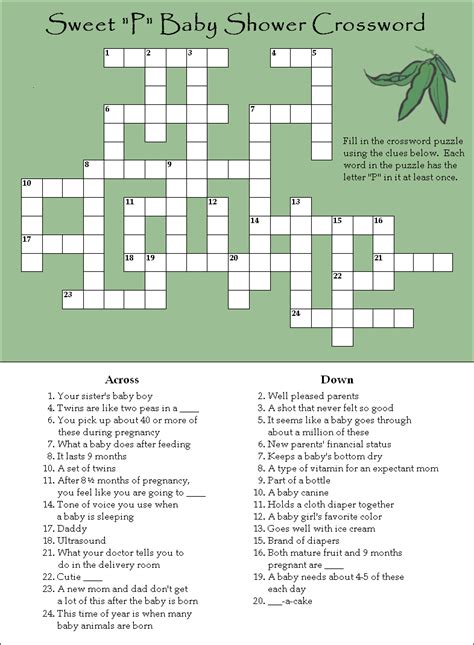 Sweet "P" Baby Shower Crossword
1 2 3 4 5
Fill in the crossword puzzle
using the clues below. Each
word in the puzzle has the
letter "P" in it at least once.
6 7
8 9
10
11 12 13
14 15 16
17
18 19 20 21
22
23
24
Across
1. Your sister's baby boy
4. Twins are like two peas in a ____
6. You pick up about 40 or more of
these during pregnancy
7. What a baby does after feeding
8. It lasts 9 months
10. A set of twins
11. After 8 ½ months of pregnancy,
you feel like you are going to ____
14. Tone of voice you use when
a baby is sleeping
17. Daddy
18. Ultrasound
21. What your doctor tells you to
do in the delivery room
22. Cutie ____
23. A new mom and dad don't get
a lot of this after the baby is born
24. This time of year is when many
baby animals are born
Down
2. Well pleased parents
3. A shot that never felt so good
5. It seems like a baby goes through
about a million of these
6. New parents' financial status
7. Keeps a baby's bottom dry
8. A type of vitamin for an expectant mom
9. Part of a bottle
10. A baby canine
11. Holds a cloth diaper together
12. A baby girl's favorite color
13. Goes well with ice cream
15. Brand of diapers
16. Both mature fruit and 9 months
pregnant are ____
19. A baby needs about 4-5 of these
each day
20. ___-a-cake